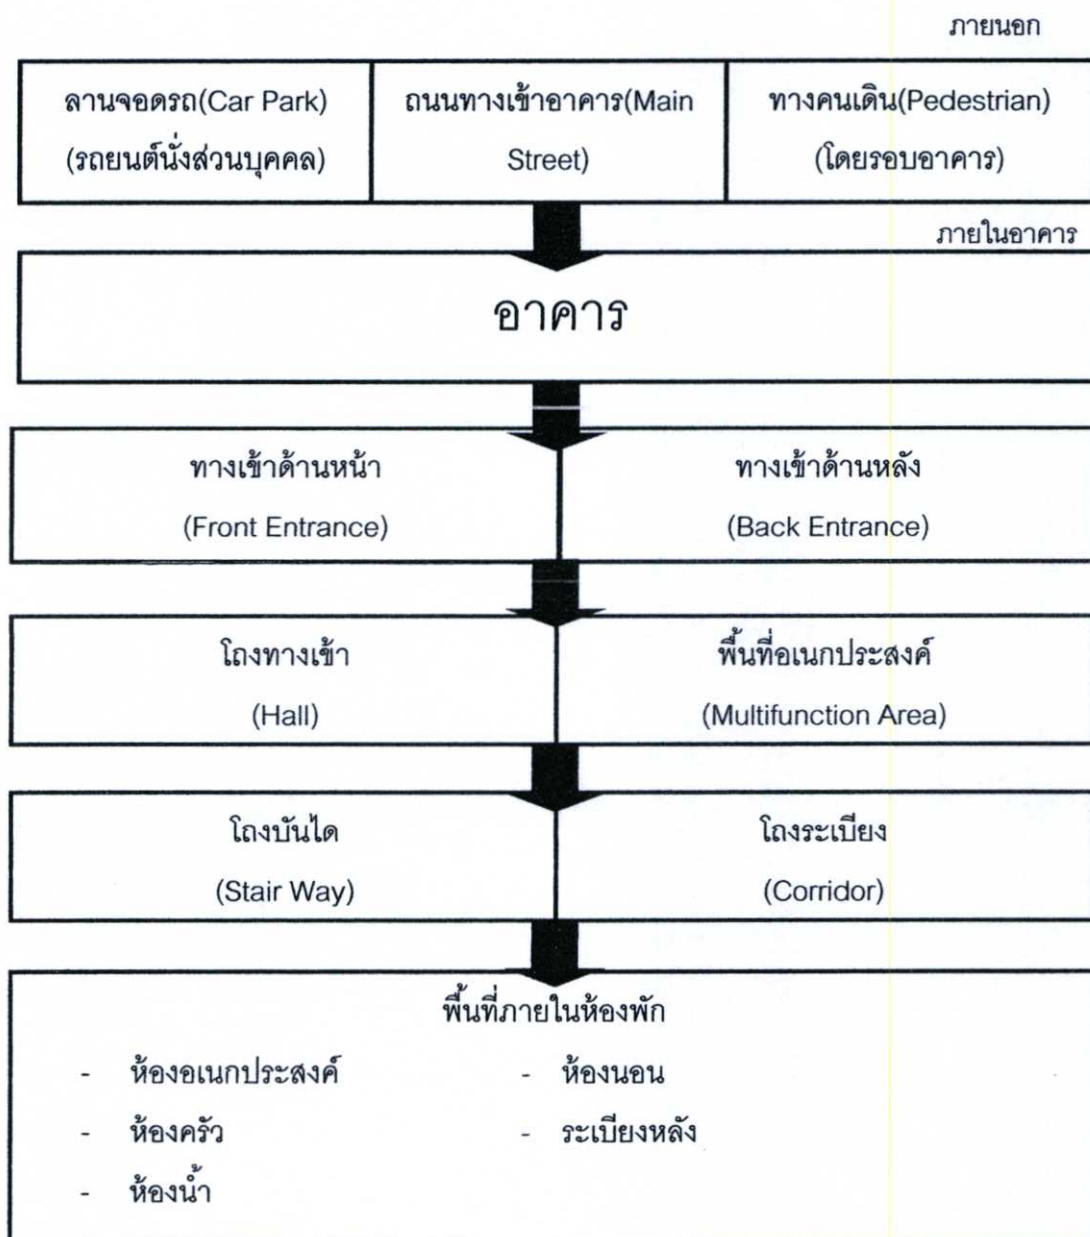 ภายนอก
ลานจอดรถ(Car Park)
(รถยนต์นั่งส่วนบุคคล)
ถนนทางเข้าอาคาร(Main
Street)
ทางคนเดิน(Pedestrian)
(โดยรอบอาคาร)
ภายในอาคาร
อาคาร
ทางเข้าด้านหน้า
(Front Entrance)
ทางเข้าด้านหลัง
(Back Entrance)
โถงทางเข้า
(Hall)
พื้นที่อเนกประสงค์
(Multifunction Area)
โถงบันได
(Stair Way)
โถงระเบียง
(Corridor)
พื้นที่ภายในห้องพัก
- ห้องอเนกประสงค์
- ห้องนอน
- ห้องครัว
- ระเบียงหลัง
- ห้องน้ำ